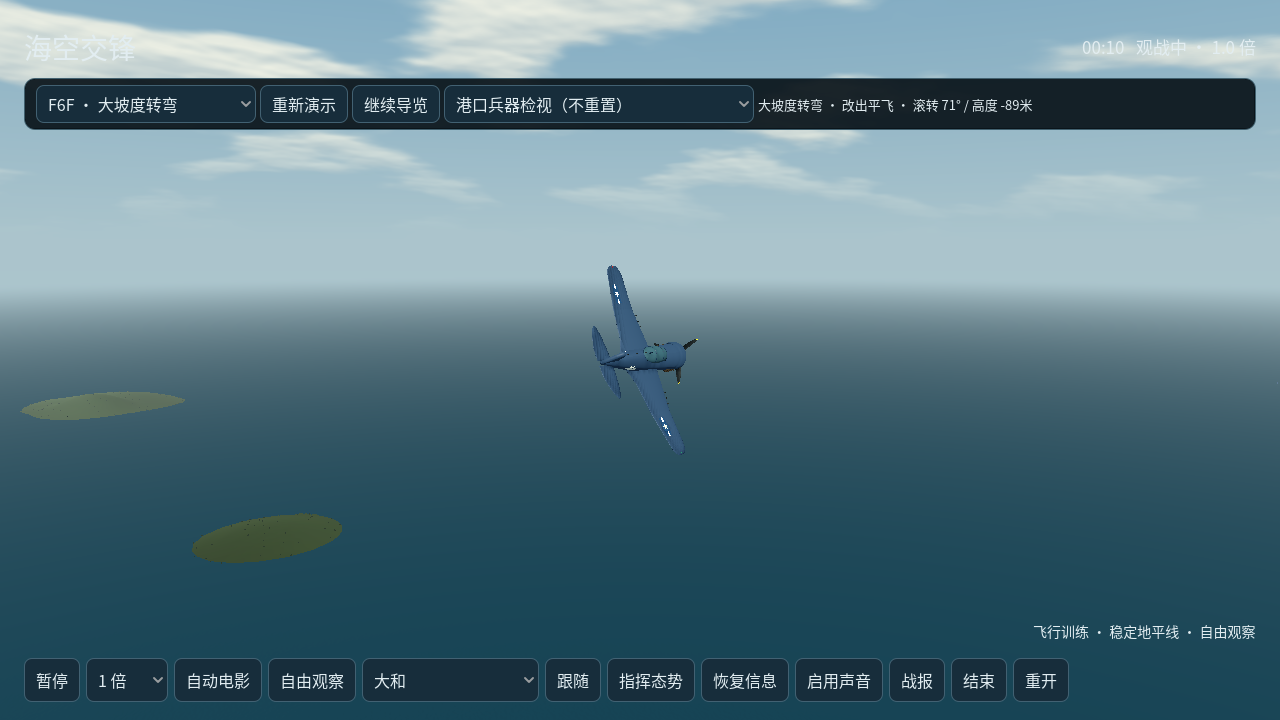 海空交锋
00:10 观战中 · 1.0 倍
F6F · 大坡度转弯 重新演示 继续导览 港口兵器检视（不重置） 大坡度转弯 · 改出平飞 · 滚转 71° / 高度 -89米
飞行训练 · 稳定地平线 · 自由观察
暂停 1 倍 自动电影 自由观察 大和 跟随 指挥态势 恢复信息 启用声音 战报 结束 重开